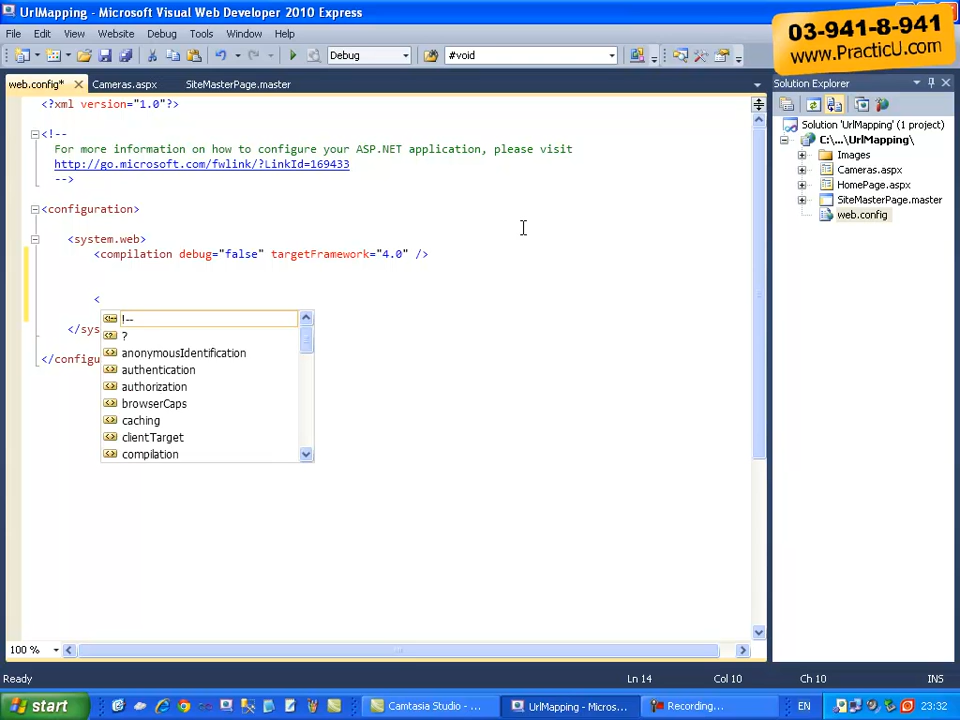 UrlMapping - Microsoft Visual Web Developer 2010 Express
03-941-8-941
www.PracticU.com
File Edit View Website Debug Tools Window Help
Debug
#void
web.config* Cameras.aspx SiteMasterPage.master
Solution Explorer
<?xml version="1.0"?>
<!--
For more information on how to configure your ASP.NET application, please visit
http://go.microsoft.com/fwlink/?LinkId=169433
-->
<configuration>
<system.web>
<compilation debug="false" targetFramework="4.0" />
<
</sys
</configu
!--
?
anonymousIdentification
authentication
authorization
browserCaps
caching
clientTarget
compilation
Solution 'UrlMapping' (1 project)
C:\...\UrlMapping\
Images
Cameras.aspx
HomePage.aspx
SiteMasterPage.master
web.config
100 %
Ready Ln 14 Col 10 Ch 10 INS
start
Camtasia Studio - ...
UrlMapping - Micros...
Recording...
EN
23:32